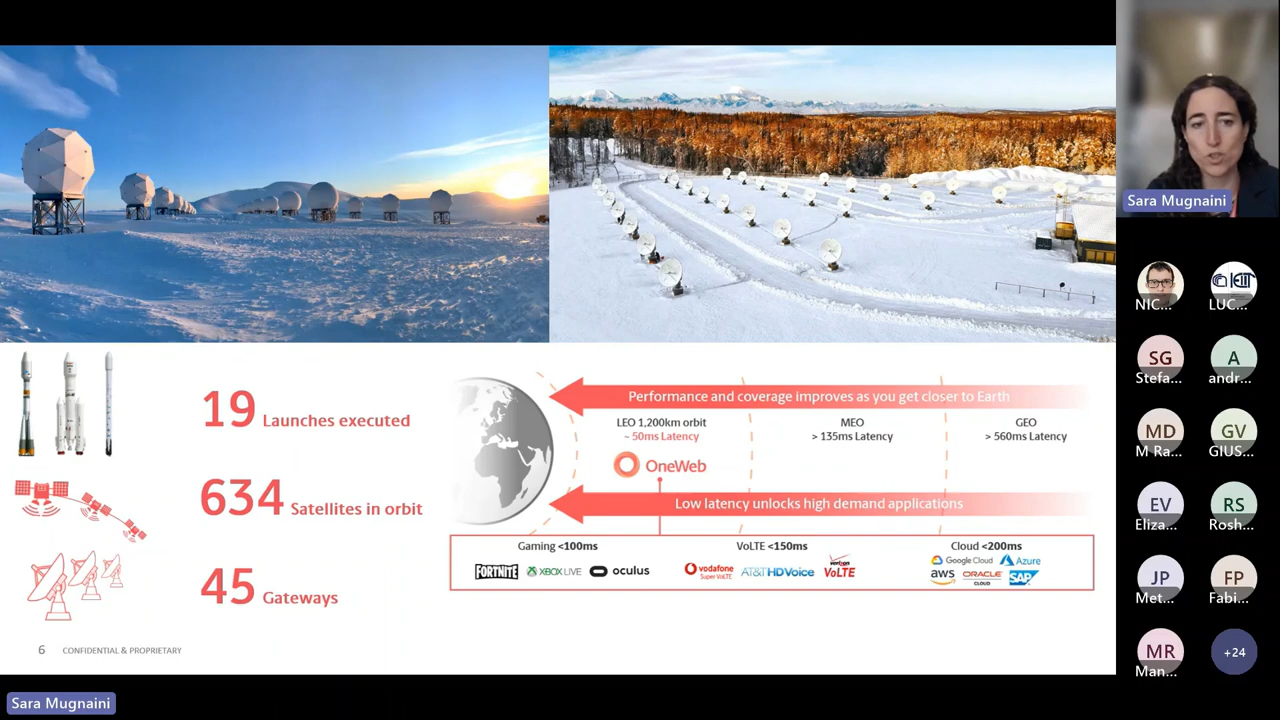 19 Launches executed
634 Satellites in orbit
45 Gateways
Performance and coverage improves as you get closer to Earth
LEO 1,200km orbit
~ 50ms Latency
MEO
> 135ms Latency
GEO
> 560ms Latency
OneWeb
Low latency unlocks high demand applications
Gaming <100ms
FORTNITE
XBOX LIVE
oculus
VoLTE <150ms
vodafone
Super VoLTE
AT&T HD Voice
verizon
VoLTE
Cloud <200ms
Google Cloud
Azure
aws
ORACLE
CLOUD
SAP
6 CONFIDENTIAL & PROPRIETARY
Sara Mugnaini
Sara Mugnaini
NIC...
LUC...
SG
Stefa...
A
andr...
MD
M Ra...
GV
GIUS...
EV
Eliza...
RS
Rosh...
JP
Met...
FP
Fabi...
MR
Man...
+24